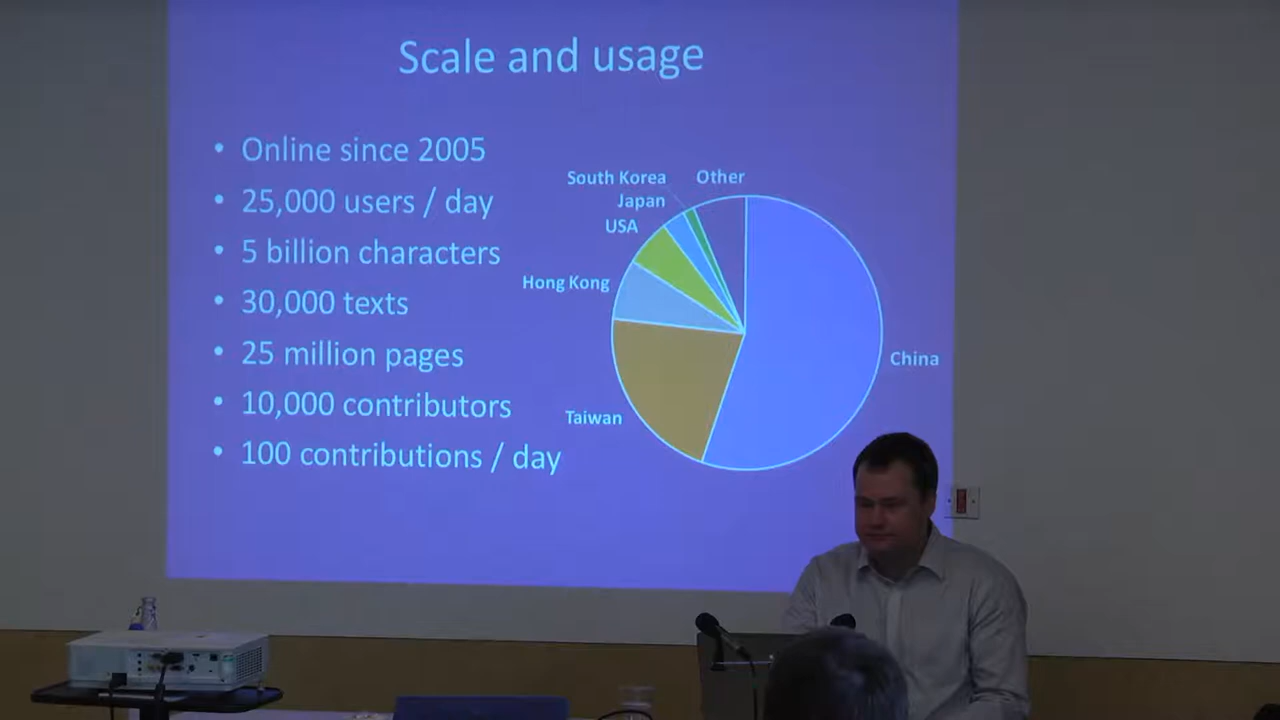 Scale and usage
• Online since 2005
• 25,000 users / day
• 5 billion characters
• 30,000 texts
• 25 million pages
• 10,000 contributors
• 100 contributions / day
South Korea
Other
Japan
USA
Hong Kong
China
Taiwan